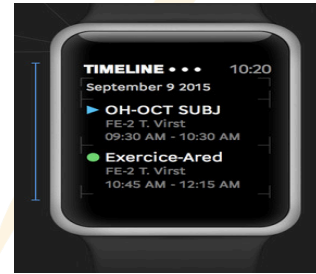 TIMELINE • • • 10:20
September 9 2015
OH-OCT SUBJ
FE-2 T. Virst
09:30 AM - 10:30 AM
Exercice-Ared
FE-2 T. Virst
10:45 AM - 12:15 AM